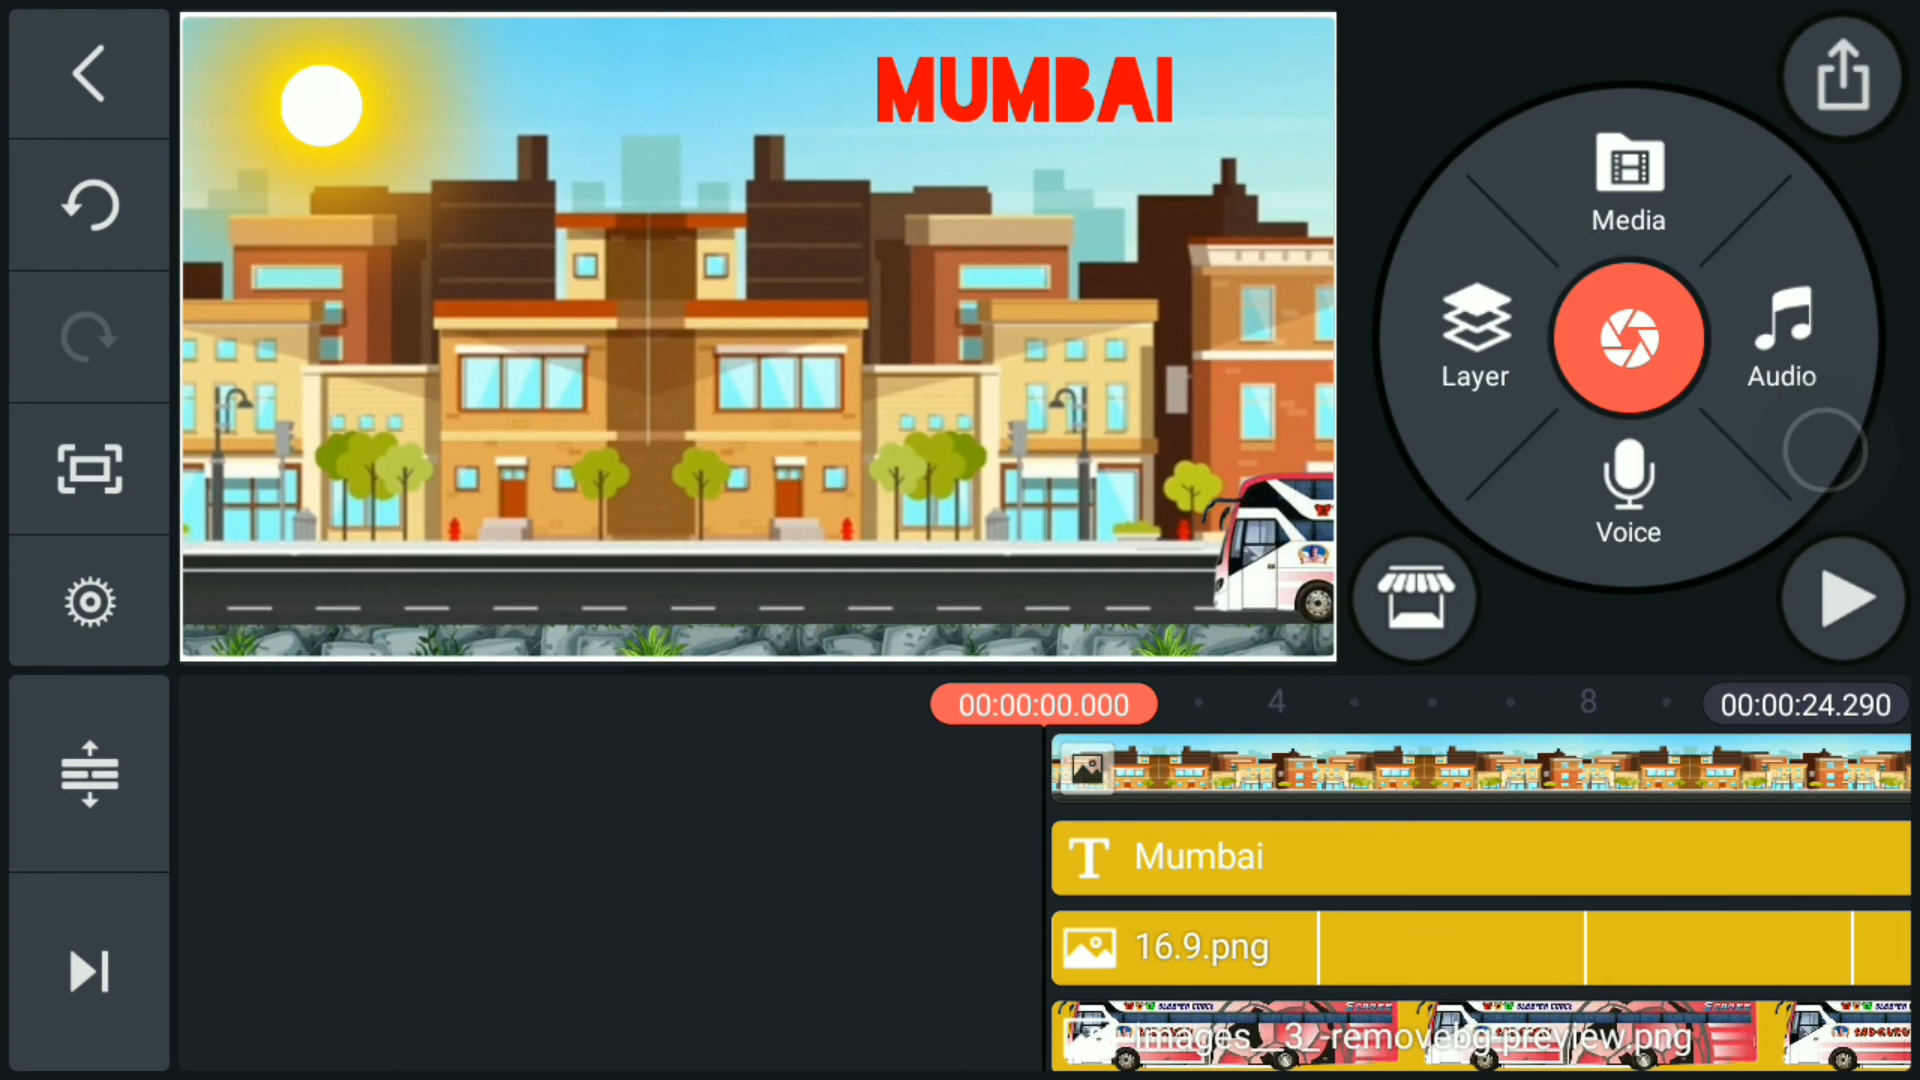 MUMBAI
Media
Layer
Audio
Voice
00:00:00.000
4
8
00:00:24.290
Mumbai
16.9.png
images__3_-removebg-preview.png